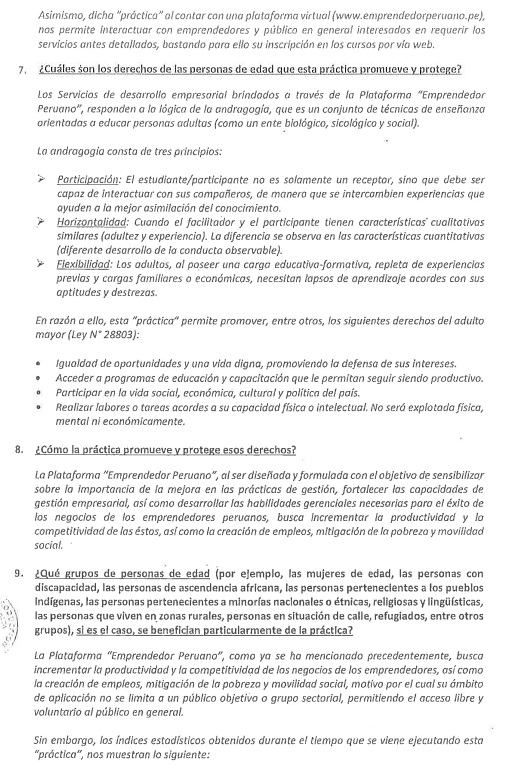 Asimismo, dicha "práctica" al contar con una plataforma virtual (www.emprendedorperuano.pe),
nos permite Interactuar con emprendedores y público en general interesados en requerir los
servicios antes detallados, bastando para ello su inscripción en los cursos por vía web.
7. ¿Cuáles son los derechos de las personas de edad que esta práctica promueve y protege?
Los Servicios de desarrollo empresarial brindados a través de la Plataforma "Emprendedor
Peruano", responden a la lógica de la andragogía, que es un conjunto de técnicas de enseñanza
orientadas a educar personas adultas (como un ente biológico, sicológico y social).
La andragogía consta de tres principios:
➢ Participación: El estudiante/participante no es solamente un receptor, sino que debe ser
capaz de interactuar con sus compañeros, de manera que se intercambien experiencias que
ayuden a la mejor asimilación del conocimiento.
➢ Horizontalidad: Cuando el facilitador y el participante tienen características cualitativas
similares (adultez y experiencia). La diferencia se observa en las características cuantitativas
(diferente desarrollo de la conducta observable).
➢ Flexibilidad: Los adultos, al poseer una carga educativa-formativa, repleta de experiencias
previas y cargas familiares o económicas, necesitan lapsos de aprendizaje acordes con sus
aptitudes y destrezas.
En razón a ello, esta "práctica" permite promover, entre otros, los siguientes derechos del adulto
mayor (Ley N° 28803):
• Igualdad de oportunidades y una vida digna, promoviendo la defensa de sus intereses.
• Acceder a programas de educación y capacitación que le permitan seguir siendo productivo.
• Participar en la vida social, económica, cultural y política del país.
• Realizar labores o tareas acordes a su capacidad física o intelectual. No será explotada física,
mental ni económicamente.
8. ¿Cómo la práctica promueve y protege esos derechos?
La Plataforma "Emprendedor Peruano", al ser diseñada y formulada con el objetivo de sensibilizar
sobre la importancia de la mejora en las prácticas de gestión, fortalecer las capacidades de
gestión empresarial, así como desarrollar las habilidades gerenciales necesarias para el éxito de
los negocios de los emprendedores peruanos, busca incrementar la productividad y la
competitividad de las éstos, así como la creación de empleos, mitigación de la pobreza y movilidad
social.
9. ¿Qué grupos de personas de edad (por ejemplo, las mujeres de edad, las personas con
discapacidad, las personas de ascendencia africana, las personas pertenecientes a los pueblos
Indígenas, las personas pertenecientes a minorías nacionales o étnicas, religiosas y lingüísticas,
las personas que viven en zonas rurales, personas en situación de calle, refugiados, entre otros
grupos), si es el caso, se benefician particularmente de la práctica?
La Plataforma "Emprendedor Peruano", como ya se ha mencionado precedentemente, busca
incrementar la productividad y la competitividad de los negocios de los emprendedores, así como
la creación de empleos, mitigación de la pobreza y movilidad social, motivo por el cual su ámbito
de aplicación no se limita a un público objetivo o grupo sectorial, permitiendo el acceso libre y
voluntario al público en general.
Sin embargo, los índices estadísticos obtenidos durante el tiempo que se viene ejecutando esta
"práctica", nos muestran lo siguiente: